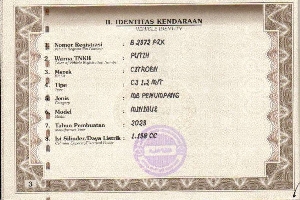 II. IDENTITAS KENDARAAN
VEHICLE IDENTITY
1. Nomor Registrasi : B 2572 PZK
2. Warna TNKB : PUTIH
3. Merek : CITROEN
4. Tipe : C3 1.2 M/T
5. Jenis : MB PENUMPANG
6. Model : MINIBUS
7. Tahun Pembuatan : 2023
8. Isi Silinder/Daya Listrik : 1.199 CC
3